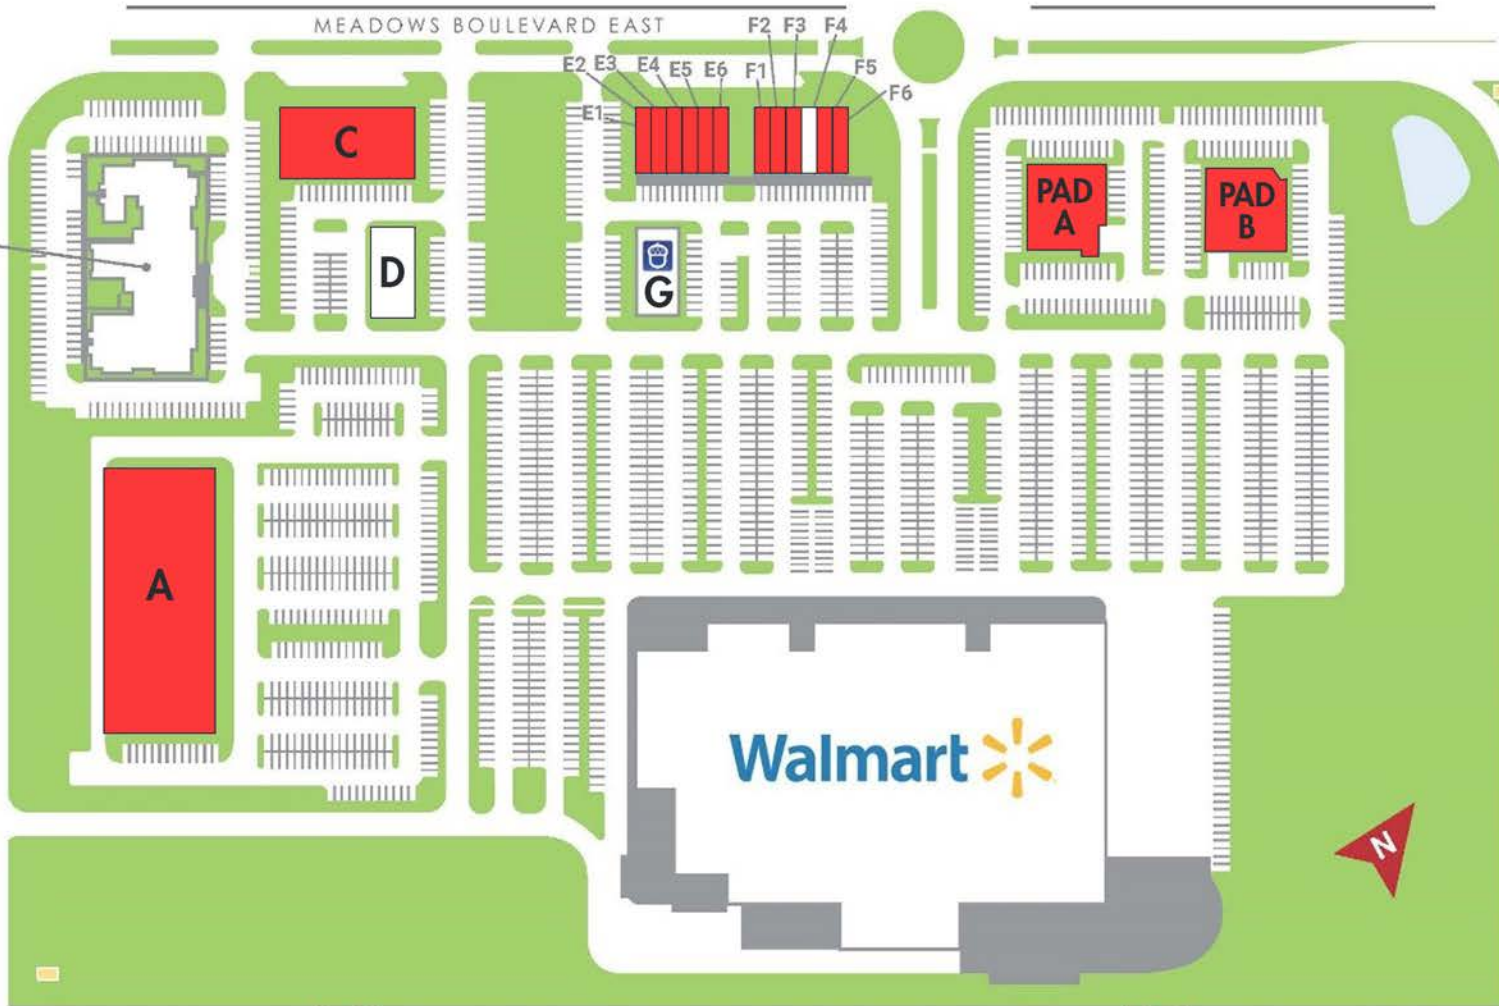 MEADOWS BOULEVARD EAST
F2 F3 F4
E2 E3 E4 E5 E6 F1 F5
E1 F6
C
PAD
A
PAD
B
D
G
A
Walmart
N